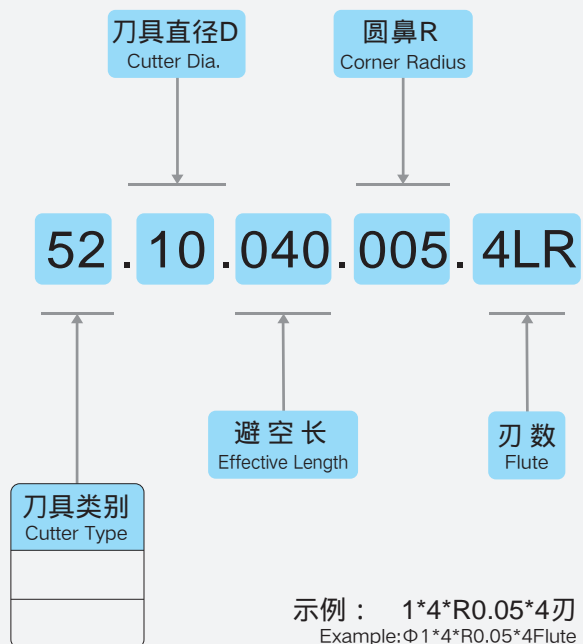 刀具直径D
Cutter Dia.
圆鼻R
Corner Radius
52.10.040.005.4LR
避空长
Effective Length
刃数
Flute
刀具类别
Cutter Type
示例： 1*4*R0.05*4刃
Example:Φ1*4*R0.05*4Flute